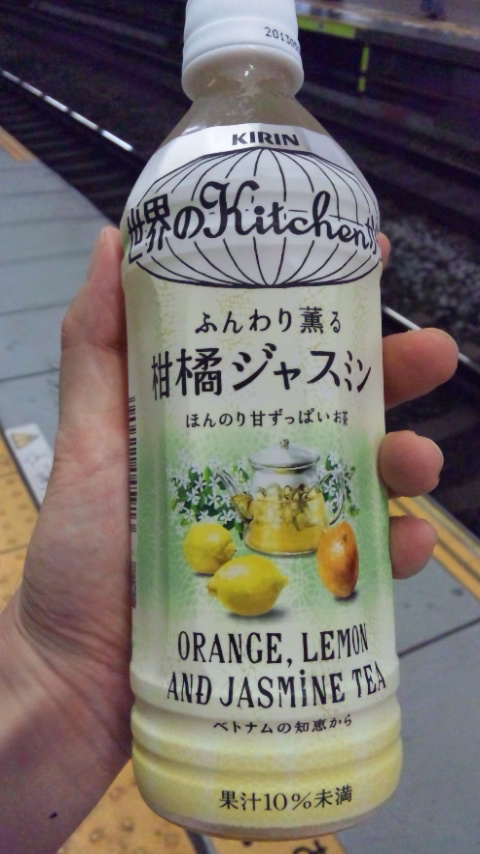 KIRIN
世界のKitchenか
ふんわり薫る
柑橘ジャスミン
ほんのり甘ずっぱいお茶
ORANGE, LEMON
AND JASMINE TEA
ベトナムの知恵から
果汁10%未満